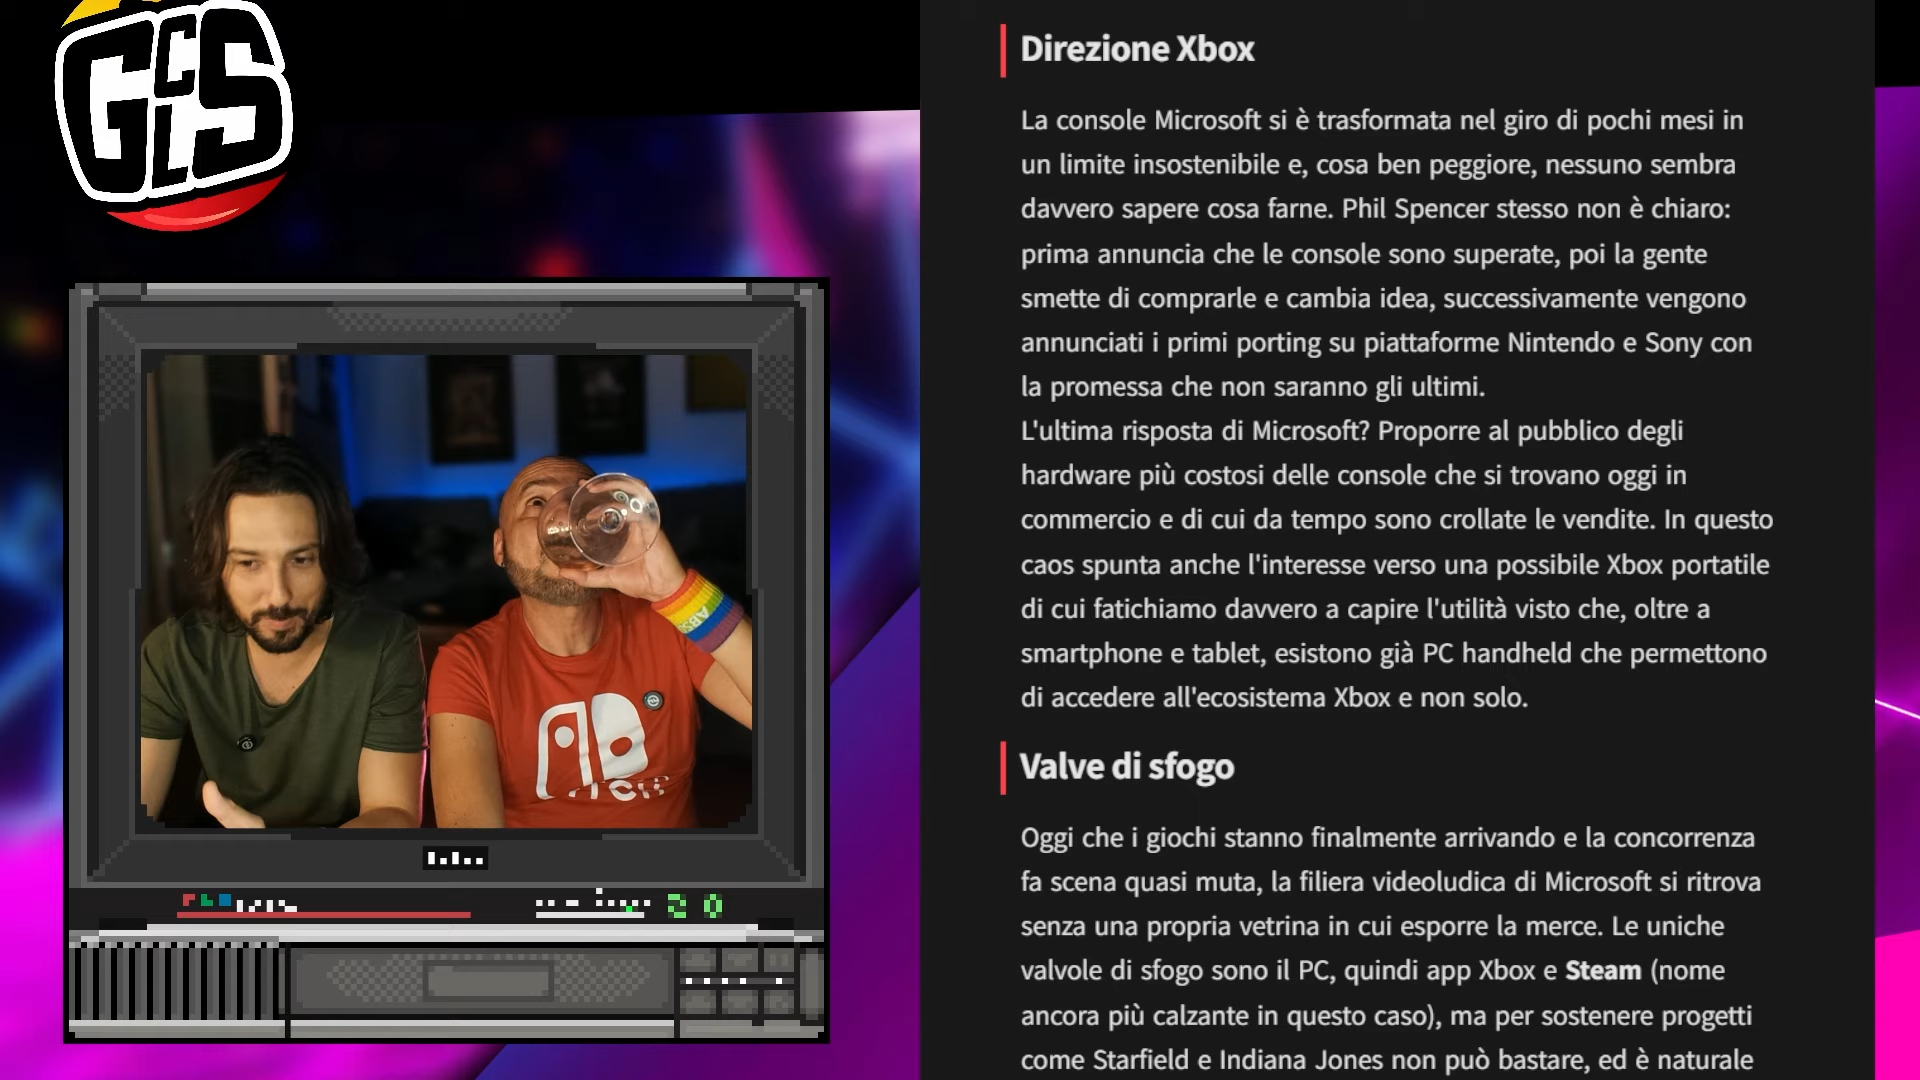 GCLS
Direzione Xbox
La console Microsoft si è trasformata nel giro di pochi mesi in
un limite insostenibile e, cosa ben peggiore, nessuno sembra
davvero sapere cosa farne. Phil Spencer stesso non è chiaro:
prima annuncia che le console sono superate, poi la gente
smette di comprarle e cambia idea, successivamente vengono
annunciati i primi porting su piattaforme Nintendo e Sony con
la promessa che non saranno gli ultimi.
L'ultima risposta di Microsoft? Proporre al pubblico degli
hardware più costosi delle console che si trovano oggi in
commercio e di cui da tempo sono crollate le vendite. In questo
caos spunta anche l'interesse verso una possibile Xbox portatile
di cui fatichiamo davvero a capire l'utilità visto che, oltre a
smartphone e tablet, esistono già PC handheld che permettono
di accedere all'ecosistema Xbox e non solo.
Valve di sfogo
Oggi che i giochi stanno finalmente arrivando e la concorrenza
fa scena quasi muta, la filiera videoludica di Microsoft si ritrova
senza una propria vetrina in cui esporre la merce. Le uniche
valvole di sfogo sono il PC, quindi app Xbox e Steam (nome
ancora più calzante in questo caso), ma per sostenere progetti
come Starfield e Indiana Jones non può bastare, ed è naturale